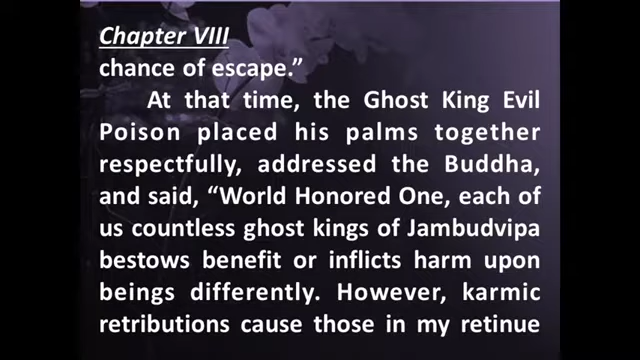 Chapter VIII
chance of escape.”
At that time, the Ghost King Evil
Poison placed his palms together
respectfully, addressed the Buddha,
and said, “World Honored One, each of
us countless ghost kings of Jambudvipa
bestows benefit or inflicts harm upon
beings differently. However, karmic
retributions cause those in my retinue